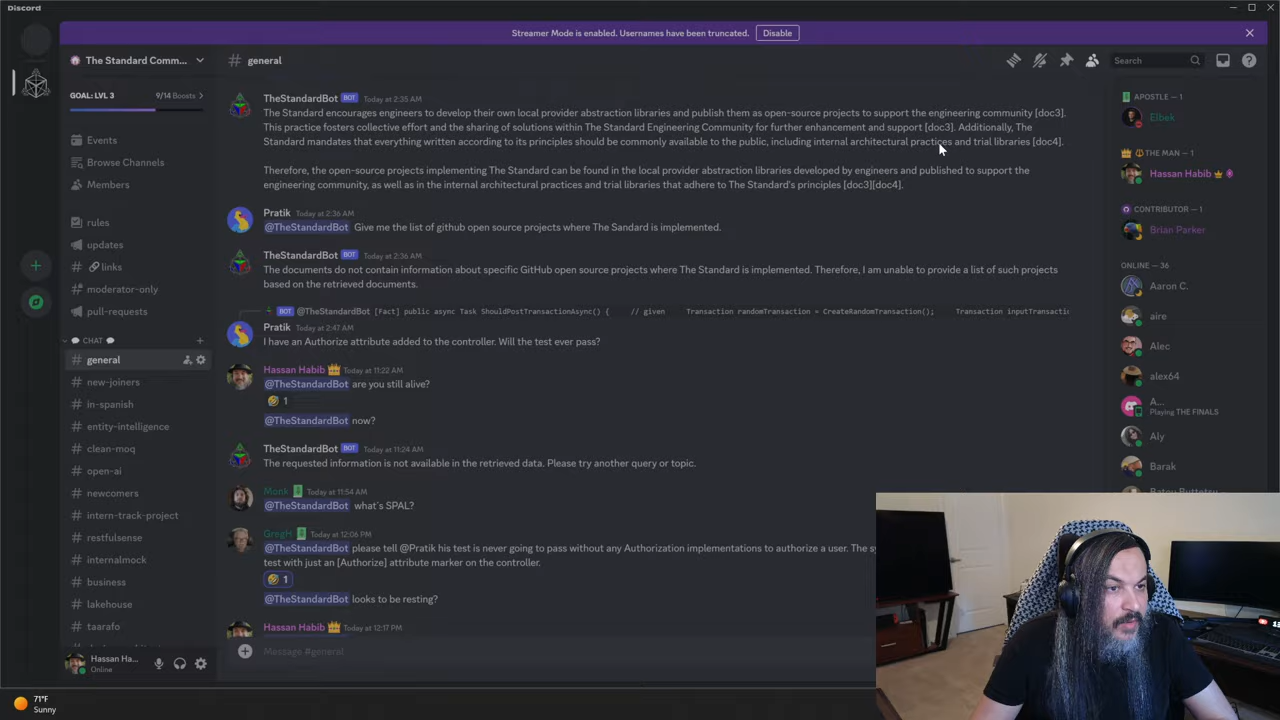 Discord
Streamer Mode is enabled. Usernames have been truncated.
Disable
The Standard Comm...
# general
Search
GOAL: LVL 3
9/14 Boosts
Events
Browse Channels
Members
rules
updates
links
moderator-only
pull-requests
CHAT
general
new-joiners
in-spanish
entity-intelligence
clean-moq
open-ai
newcomers
intern-track-project
restfulsense
internalmock
business
lakehouse
taarafo
Hassan Ha...
Online
TheStandardBot BOT Today at 2:35 AM
The Standard encourages engineers to develop their own local provider abstraction libraries and publish them as open-source projects to support the engineering community [doc3].
This practice fosters collective effort and the sharing of solutions within The Standard Engineering Community for further enhancement and support [doc3]. Additionally, The
Standard mandates that everything written according to its principles should be commonly available to the public, including internal architectural practices and trial libraries [doc4].
Therefore, the open-source projects implementing The Standard can be found in the local provider abstraction libraries developed by engineers and published to support the
engineering community, as well as in the internal architectural practices and trial libraries that adhere to The Standard's principles [doc3][doc4].
Pratik Today at 2:36 AM
@TheStandardBot Give me the list of github open source projects where The Sandard is implemented.
TheStandardBot BOT Today at 2:36 AM
The documents do not contain information about specific GitHub open source projects where The Standard is implemented. Therefore, I am unable to provide a list of such projects
based on the retrieved documents.
BOT @TheStandardBot [Fact] public async Task ShouldPostTransactionAsync() { // given Transaction randomTransaction = CreateRandomTransaction(); Transaction inputTransactio
Pratik Today at 2:47 AM
I have an Authorize attribute added to the controller. Will the test ever pass?
Hassan Habib Today at 11:22 AM
@TheStandardBot are you still alive?
1
@TheStandardBot now?
TheStandardBot BOT Today at 11:24 AM
The requested information is not available in the retrieved data. Please try another query or topic.
Monk Today at 11:54 AM
@TheStandardBot what's SPAL?
GregH Today at 12:06 PM
@TheStandardBot please tell @Pratik his test is never going to pass without any Authorization implementations to authorize a user. The sy
test with just an [Authorize] attribute marker on the controller.
1
@TheStandardBot looks to be resting?
Hassan Habib Today at 12:17 PM
Message #general
APOSTLE — 1
Elbek
THE MAN — 1
Hassan Habib
CONTRIBUTOR — 1
Brian Parker
ONLINE — 36
Aaron C.
aire
Alec
alex64
A...
Playing THE FINALS
Aly
Barak
71°F
Sunny